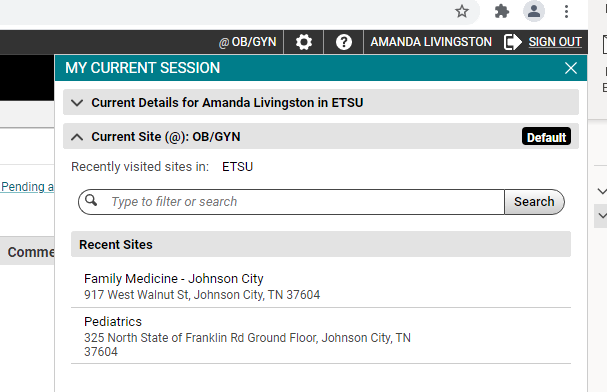 @ OB/GYN AMANDA LIVINGSTON SIGN OUT
MY CURRENT SESSION
Current Details for Amanda Livingston in ETSU
Current Site (@): OB/GYN Default
Recently visited sites in: ETSU
Pending a
Type to filter or search Search
Recent Sites
Comme
Family Medicine - Johnson City
917 West Walnut St, Johnson City, TN 37604
Pediatrics
325 North State of Franklin Rd Ground Floor, Johnson City, TN
37604